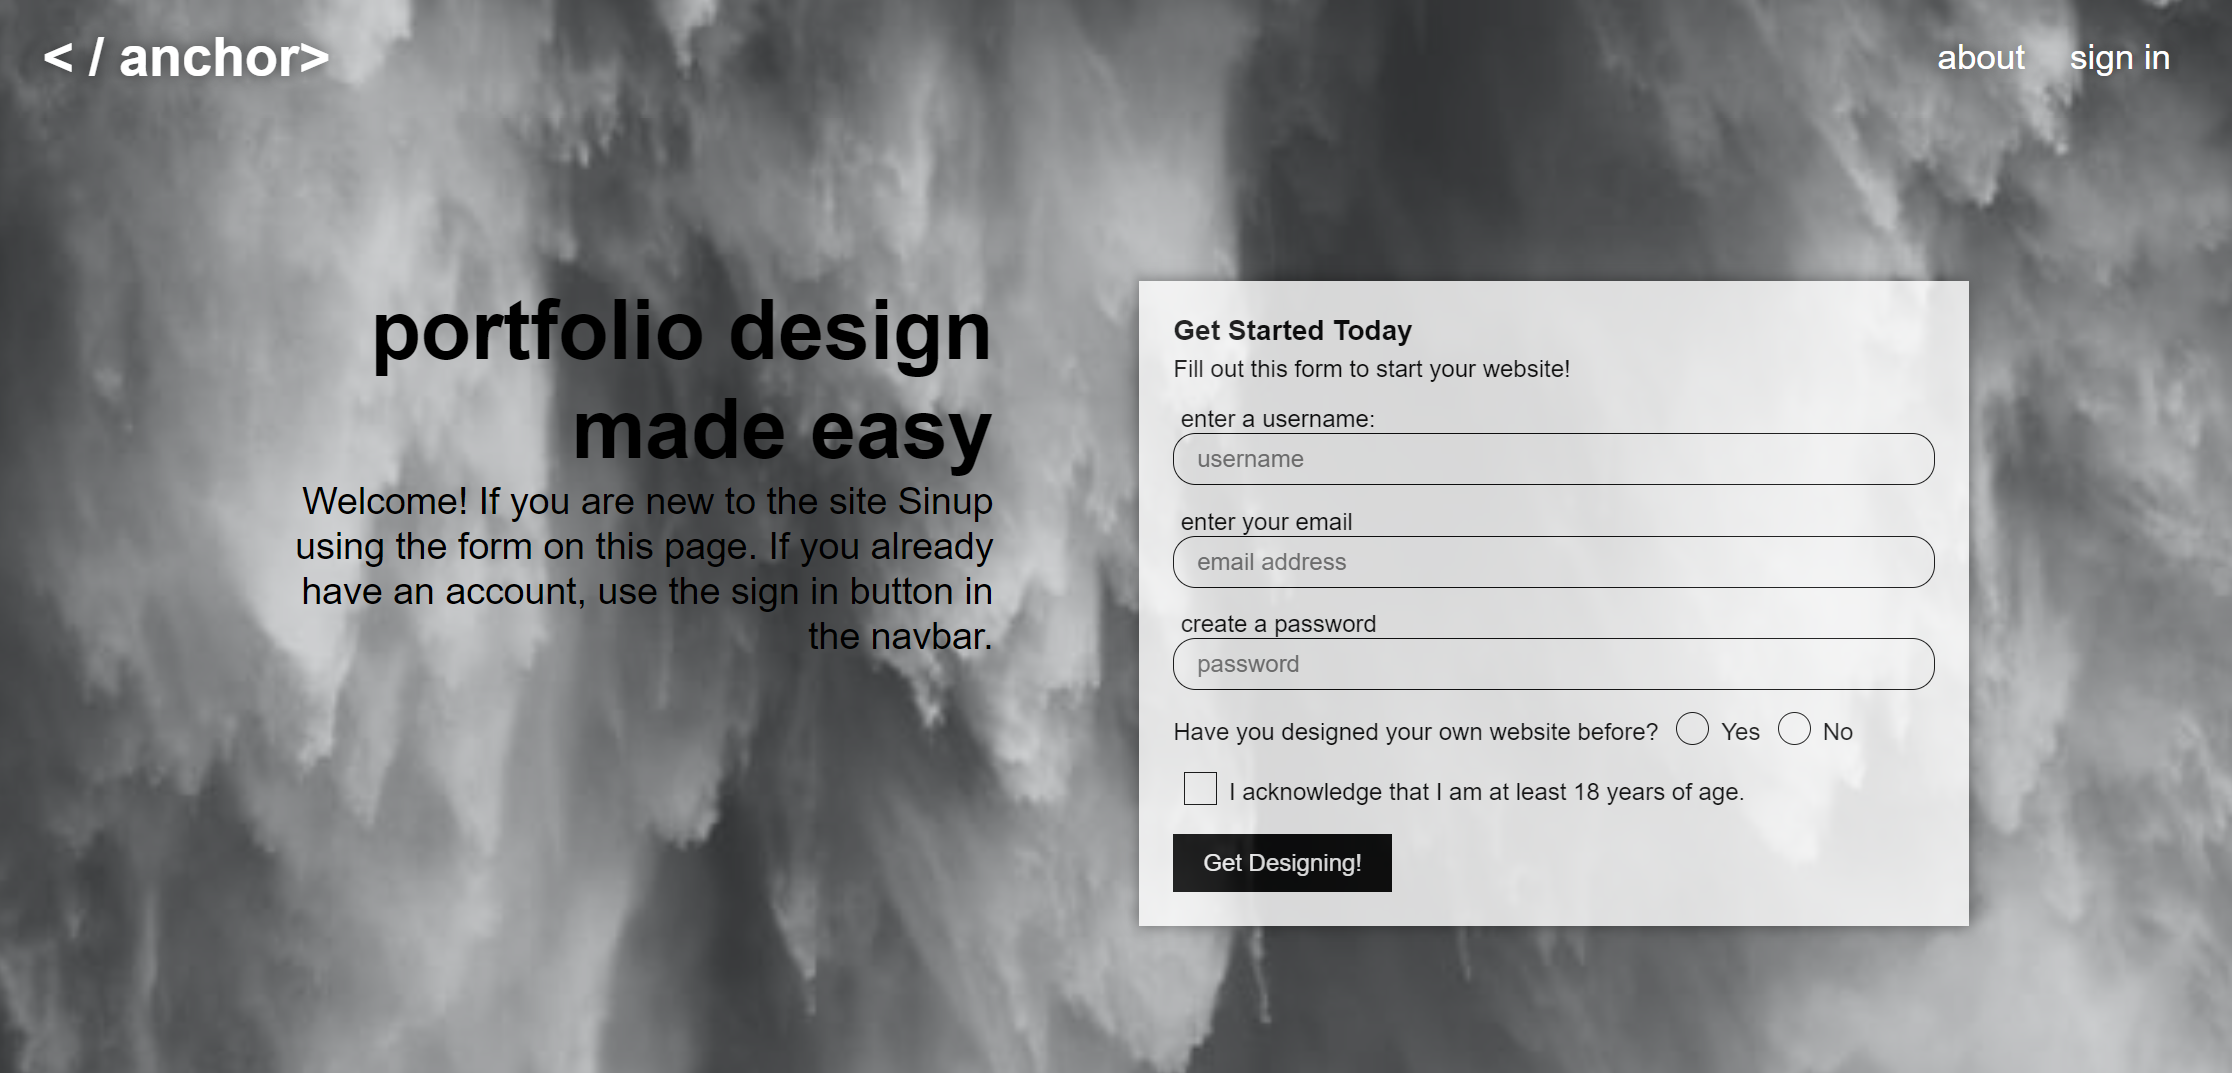 < / anchor>
about sign in
portfolio design
made easy
Welcome! If you are new to the site Sinup
using the form on this page. If you already
have an account, use the sign in button in
the navbar.
Get Started Today
Fill out this form to start your website!
enter a username:
username
enter your email
email address
create a password
password
Have you designed your own website before? Yes No
I acknowledge that I am at least 18 years of age.
Get Designing!